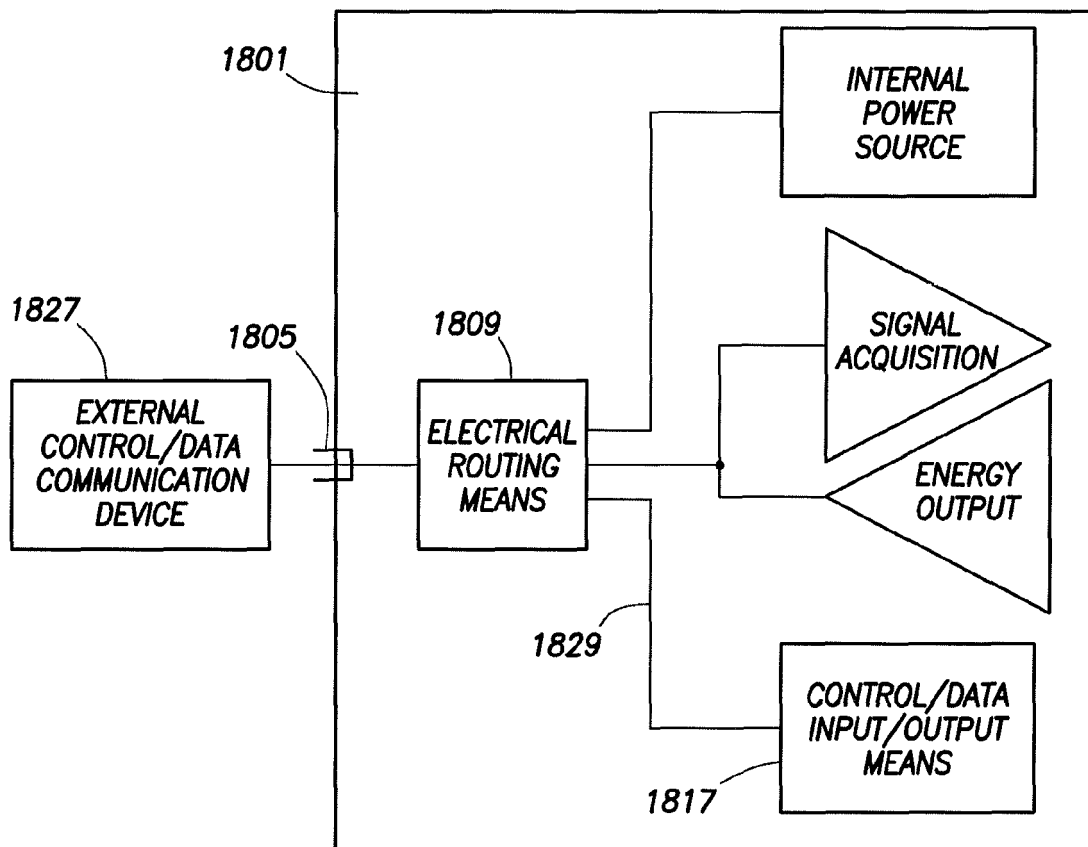 1801
INTERNAL
POWER
SOURCE
1827
1805
1809
SIGNAL
ACQUISITION
EXTERNAL
CONTROL/DATA
COMMUNICATION
DEVICE
ELECTRICAL
ROUTING
MEANS
ENERGY
OUTPUT
1829
CONTROL/DATA
INPUT/OUTPUT
MEANS
1817